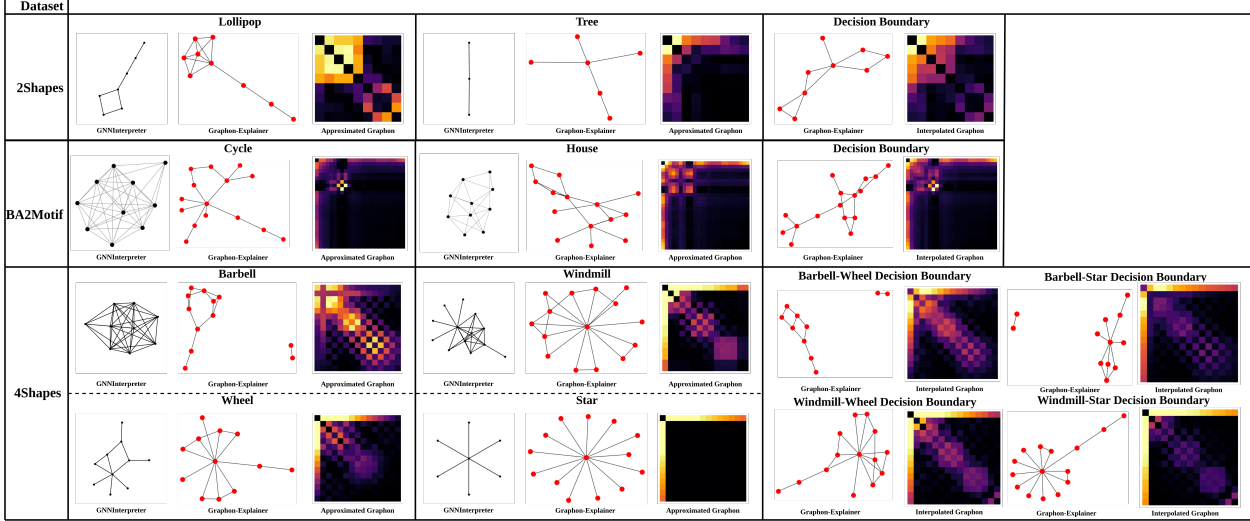 Dataset
Lollipop Tree Decision Boundary
2Shapes
GNNInterpreter Graphon-Explainer Approximated Graphon GNNInterpreter Graphon-Explainer Approximated Graphon Graphon-Explainer Interpolated Graphon
Cycle House Decision Boundary
BA2Motif
GNNInterpreter Graphon-Explainer Approximated Graphon GNNInterpreter Graphon-Explainer Approximated Graphon Graphon-Explainer Interpolated Graphon
Barbell Windmill Barbell-Wheel Decision Boundary Barbell-Star Decision Boundary
GNNInterpreter Graphon-Explainer Approximated Graphon GNNInterpreter Graphon-Explainer Approximated Graphon Graphon-Explainer Interpolated Graphon Graphon-Explainer Interpolated Graphon
4Shapes
Wheel Star Windmill-Wheel Decision Boundary Windmill-Star Decision Boundary
GNNInterpreter Graphon-Explainer Approximated Graphon GNNInterpreter Graphon-Explainer Approximated Graphon Graphon-Explainer Interpolated Graphon Graphon-Explainer Interpolated Graphon